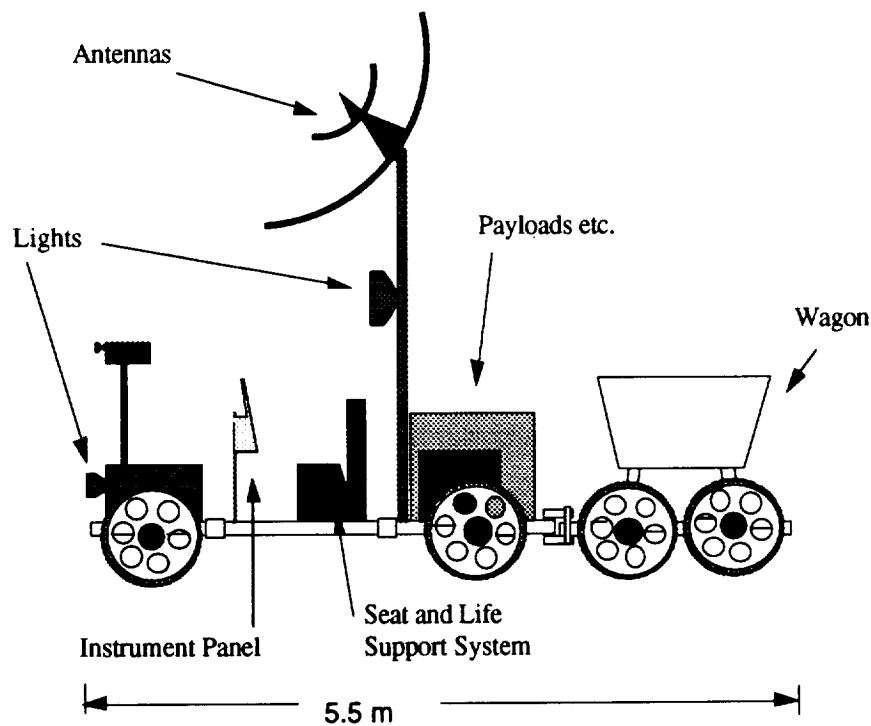 Antennas
Lights
Payloads etc.
Wagon
Instrument Panel
Seat and Life
Support System
5.5 m